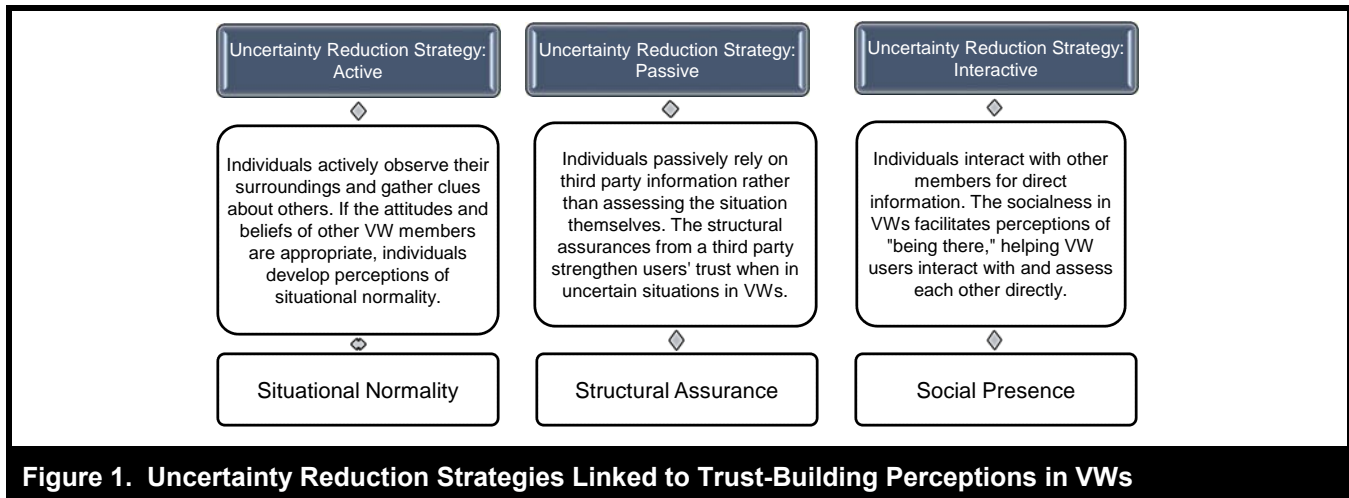 Uncertainty Reduction Strategy:
Active
Individuals actively observe their
surroundings and gather clues
about others. If the attitudes and
beliefs of other VW members
are appropriate, individuals
develop perceptions of
situational normality.
Situational Normality
Uncertainty Reduction Strategy:
Passive
Individuals passively rely on
third party information rather
than assessing the situation
themselves. The structural
assurances from a third party
strengthen users' trust when in
uncertain situations in VWs.
Structural Assurance
Uncertainty Reduction Strategy:
Interactive
Individuals interact with other
members for direct
information. The socialness in
VWs facilitates perceptions of
"being there," helping VW
users interact with and assess
each other directly.
Social Presence
Figure 1. Uncertainty Reduction Strategies Linked to Trust-Building Perceptions in VWs